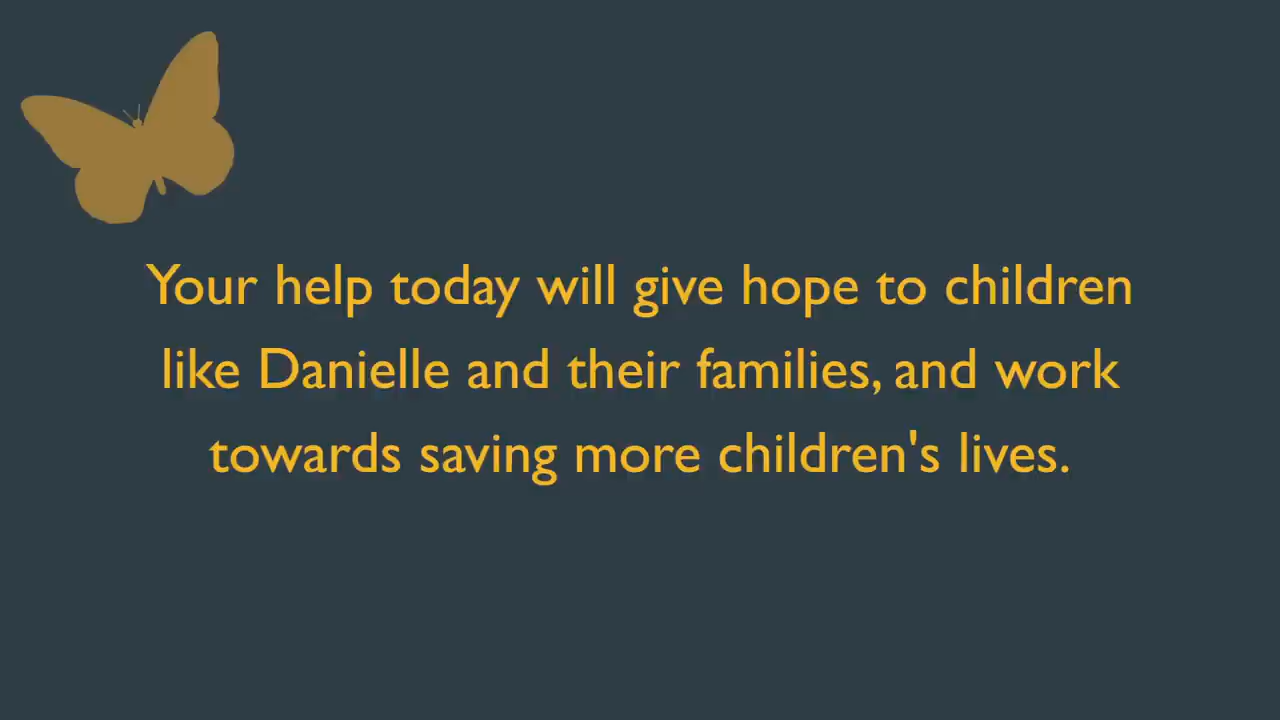 Your help today will give hope to children
like Danielle and their families, and work
towards saving more children's lives.